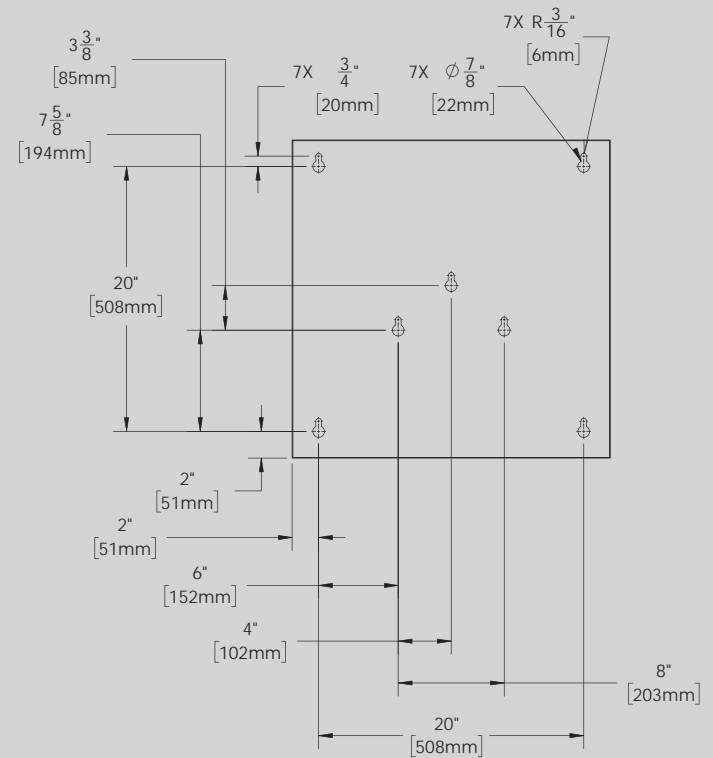 7X R3/16"
[6mm]
3 3/8"
[85mm]
7X 3/4"
[20mm]
7X ∅7/8"
[22mm]
7 5/8"
[194mm]
20"
[508mm]
2"
[51mm]
2"
[51mm]
6"
[152mm]
4"
[102mm]
8"
[203mm]
20"
[508mm]